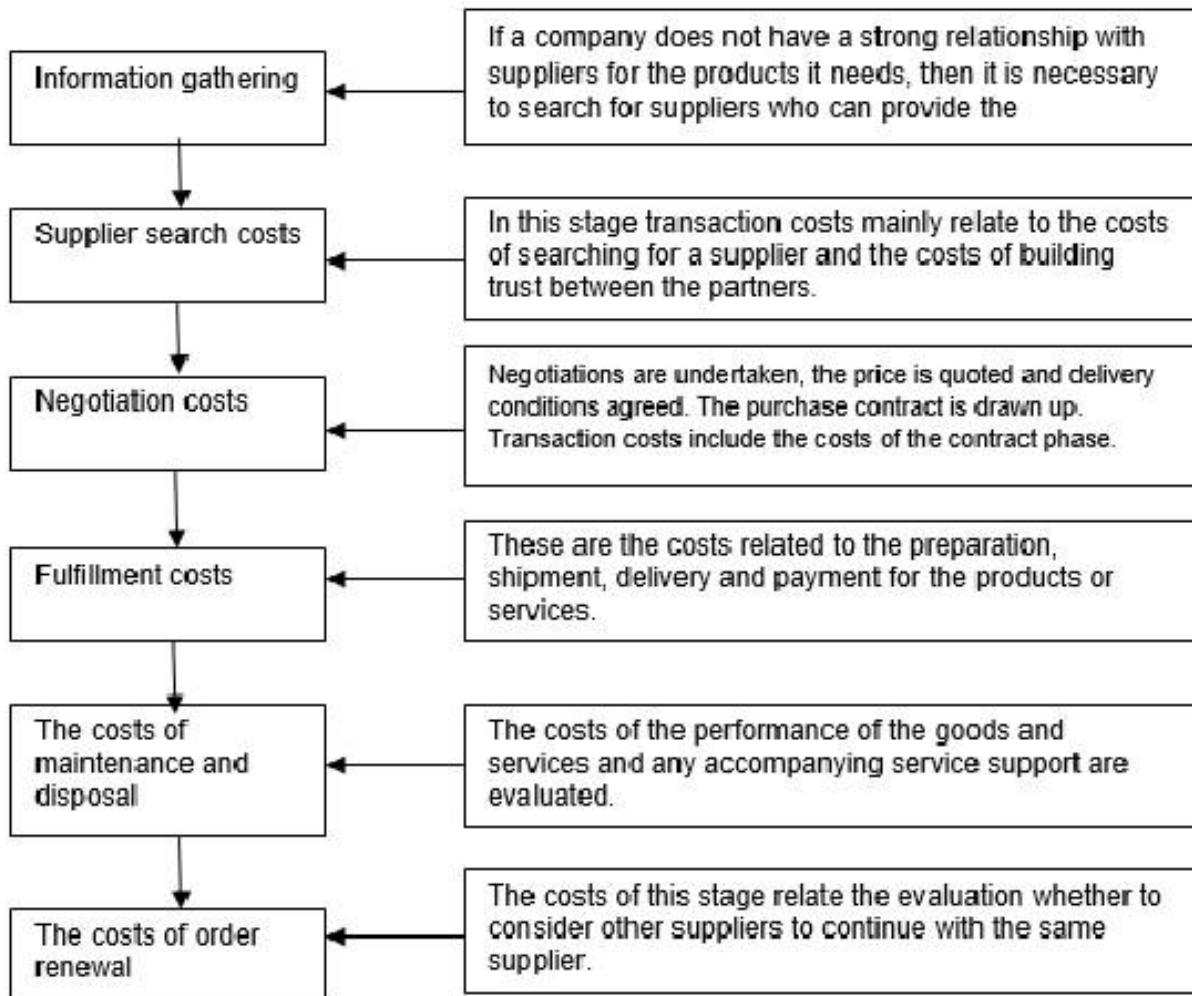 Information gathering
If a company does not have a strong relationship with
suppliers for the products it needs, then it is necessary
to search for suppliers who can provide the
Supplier search costs
In this stage transaction costs mainly relate to the costs
of searching for a supplier and the costs of building
trust between the partners.
Negotiation costs
Negotiations are undertaken, the price is quoted and delivery
conditions agreed. The purchase contract is drawn up.
Transaction costs include the costs of the contract phase.
Fulfillment costs
These are the costs related to the preparation,
shipment, delivery and payment for the products or
services.
The costs of
maintenance and
disposal
The costs of the performance of the goods and
services and any accompanying service support are
evaluated.
The costs of order
renewal
The costs of this stage relate the evaluation whether to
consider other suppliers to continue with the same
supplier.